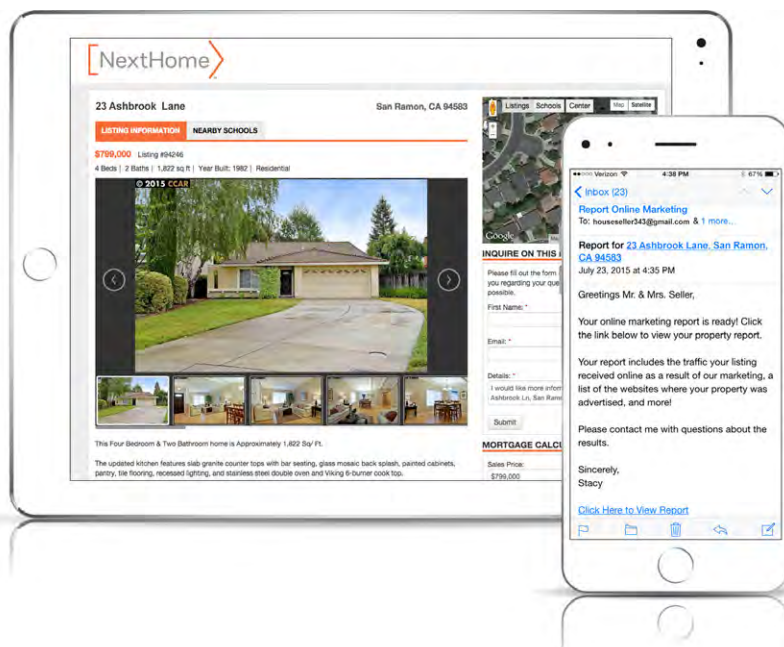 NextHome
23 Ashbrook Lane
San Ramon, CA 94583
LISTING INFORMATION
NEARBY SCHOOLS
$799,000 Listing #94246
4 Beds | 2 Baths | 1,822 sq ft | Year Built: 1982 | Residential
© 2015 CCAR
This Four Bedroom & Two Bathroom home is Approximately 1,822 Sq/ Ft.
The updated kitchen features slab granite counter tops with bar seating, glass mosaic back splash, painted cabinets,
pantry, tile flooring, recessed lighting, and stainless steel double oven and Viking 6-burner cook top.
Listings Schools Center
Map Satellite
Google
INQUIRE ON THIS
Please fill out the form
you regarding your que
possible.
First Name: *
Email: *
Details: *
I would like more inform
Ashbrook Ln, San Ram
Submit
MORTGAGE CALCU
Sales Price:
$799,000
Verizon 4:38 PM 67%
Inbox (23)
Report Online Marketing
To: houseseller343@gmail.com & 1 more...
Report for 23 Ashbrook Lane, San Ramon,
CA 94583
July 23, 2015 at 4:35 PM
Greetings Mr. & Mrs. Seller,
Your online marketing report is ready! Click
the link below to view your property report.
Your report includes the traffic your listing
received online as a result of our marketing, a
list of the websites where your property was
advertised, and more!
Please contact me with questions about the
results.
Sincerely,
Stacy
Click Here to View Report